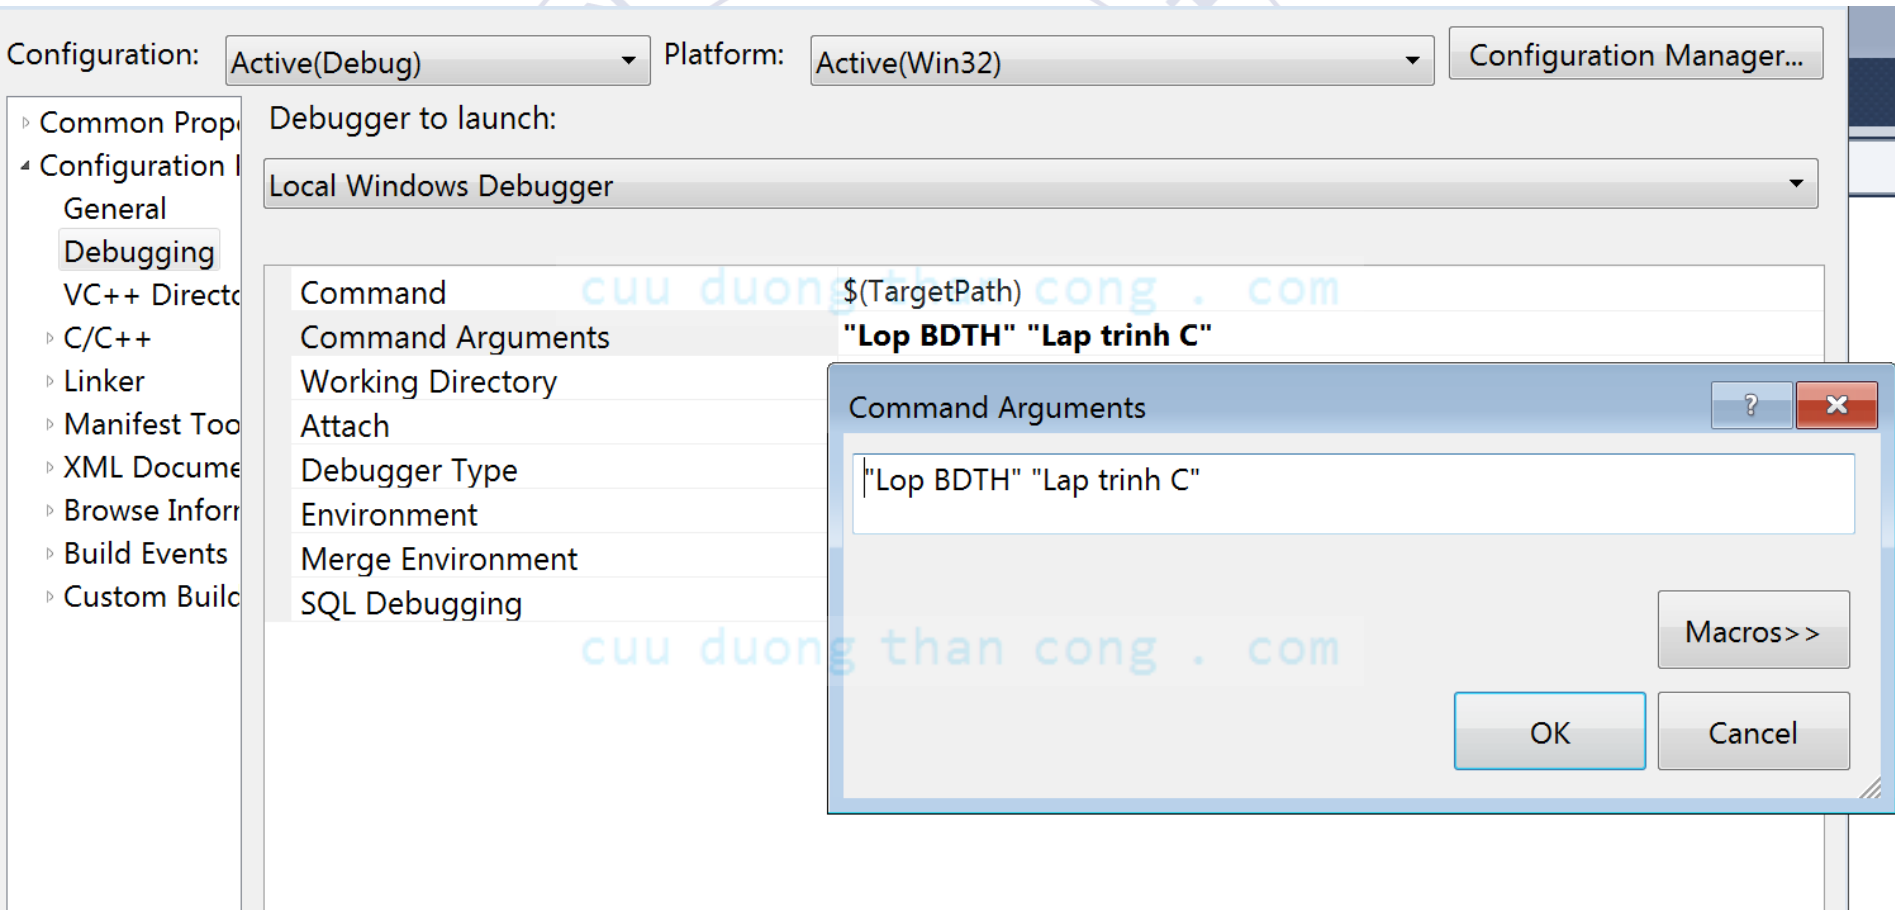 Configuration: Active(Debug) Platform: Active(Win32) Configuration Manager...
Common Prope
Configuration
General
Debugging
VC++ Directo
C/C++
Linker
Manifest Too
XML Docume
Browse Inforr
Build Events
Custom Build
Debugger to launch:
Local Windows Debugger
cuu duong than cong . com
Command $(TargetPath)
Command Arguments "Lop BDTH" "Lap trinh C"
Working Directory
Attach
Debugger Type
Environment
Merge Environment
SQL Debugging
cuu duong than cong . com
Command Arguments
"Lop BDTH" "Lap trinh C"
Macros>>
OK Cancel